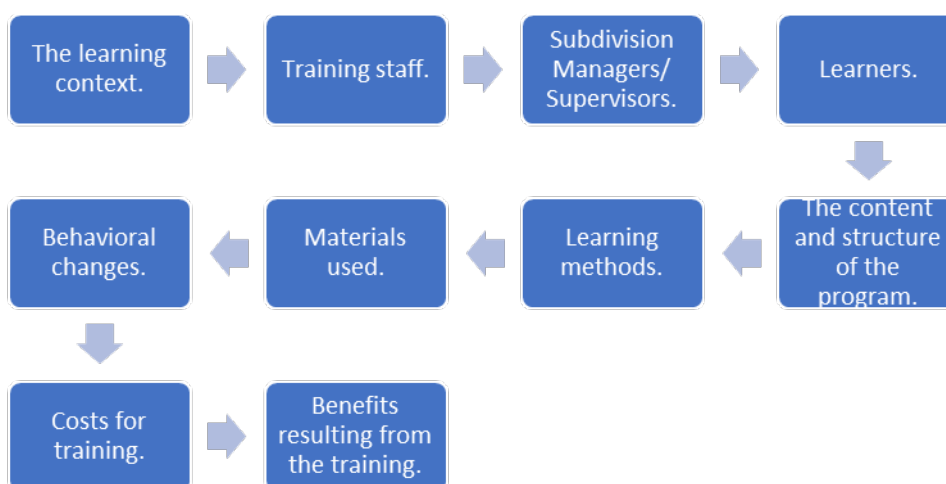 The learning
context.
Training staff.
Subdivision
Managers/
Supervisors.
Learners.
The content
and structure
of the
program.
Learning
methods.
Materials
used.
Behavioral
changes.
Costs for
training.
Benefits
resulting from
the training.